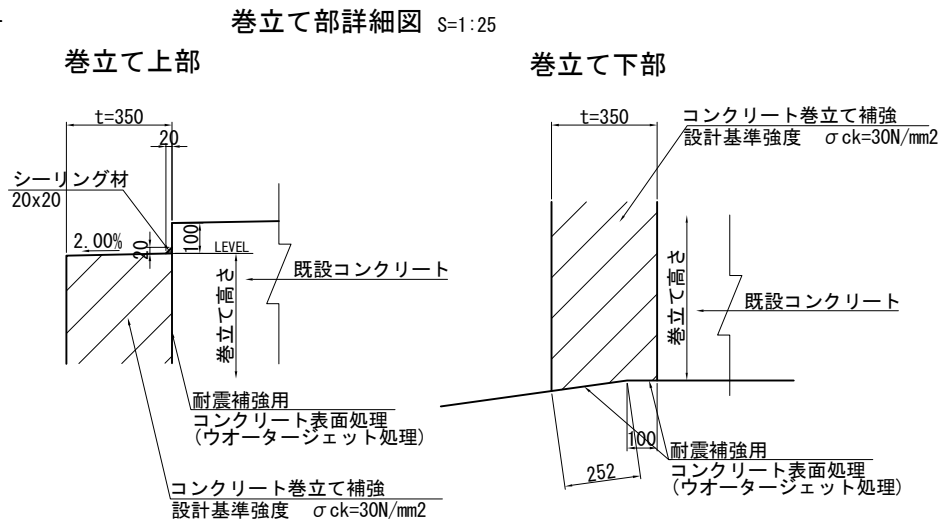 巻立て部詳細図 S=1:25
巻立て上部
t=350
20
シーリング材
20x20
2.00%
20
100
LEVEL
巻立て高さ
既設コンクリート
耐震補強用
コンクリート表面処理
(ウオータージェット処理)
コンクリート巻立て補強
設計基準強度 σck=30N/mm2
巻立て下部
t=350
コンクリート巻立て補強
設計基準強度 σck=30N/mm2
巻立て高さ
既設コンクリート
100
252
耐震補強用
コンクリート表面処理
(ウオータージェット処理)